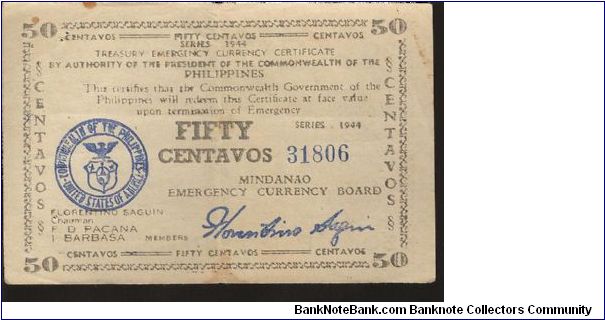 50 50
CENTAVOS FIFTY CENTAVOS CENTAVOS
SERIES 1944
TREASURY EMERGENCY CURRENCY CERTIFICATE
BY AUTHORITY OF THE PRESIDENT OF THE COMMONWEALTH OF THE
PHILIPPINES
This certifies that the Commonwealth Government of the
Philippines will redeem this Certificate at face value
upon termination of Emergency
§ CENTAVOS §
§ CENTAVOS §
FIFTY SERIES - 1944
CENTAVOS 31806
COMMONWEALTH OF THE PHILIPPINES
UNITED STATES OF AMERICA
MINDANAO
EMERGENCY CURRENCY BOARD
FLORENTINO SAGUIN
Chairman
F D PACANA
I BARBASA MEMBERS
Florentino Saguin
CENTAVOS FIFTY CENTAVOS CENTAVOS
50 50
BankNoteBank.com Banknote Collectors Community